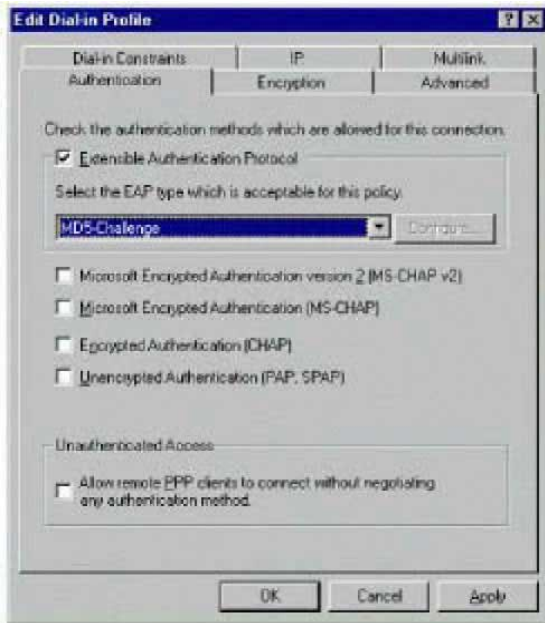 Edit Dial-in Profile
Dial-in Constraints IP Multilink
Authentication Encryption Advanced
Check the authentication methods which are allowed for this connection.
Extensible Authentication Protocol
Select the EAP type which is acceptable for this policy.
MD5-Challenge Configure...
Microsoft Encrypted Authentication version 2 (MS-CHAP v2)
Microsoft Encrypted Authentication (MS-CHAP)
Encrypted Authentication (CHAP)
Unencrypted Authentication (PAP, SPAP)
Unauthenticated Access
Allow remote PPP clients to connect without negotiating
any authentication method.
OK Cancel Apply